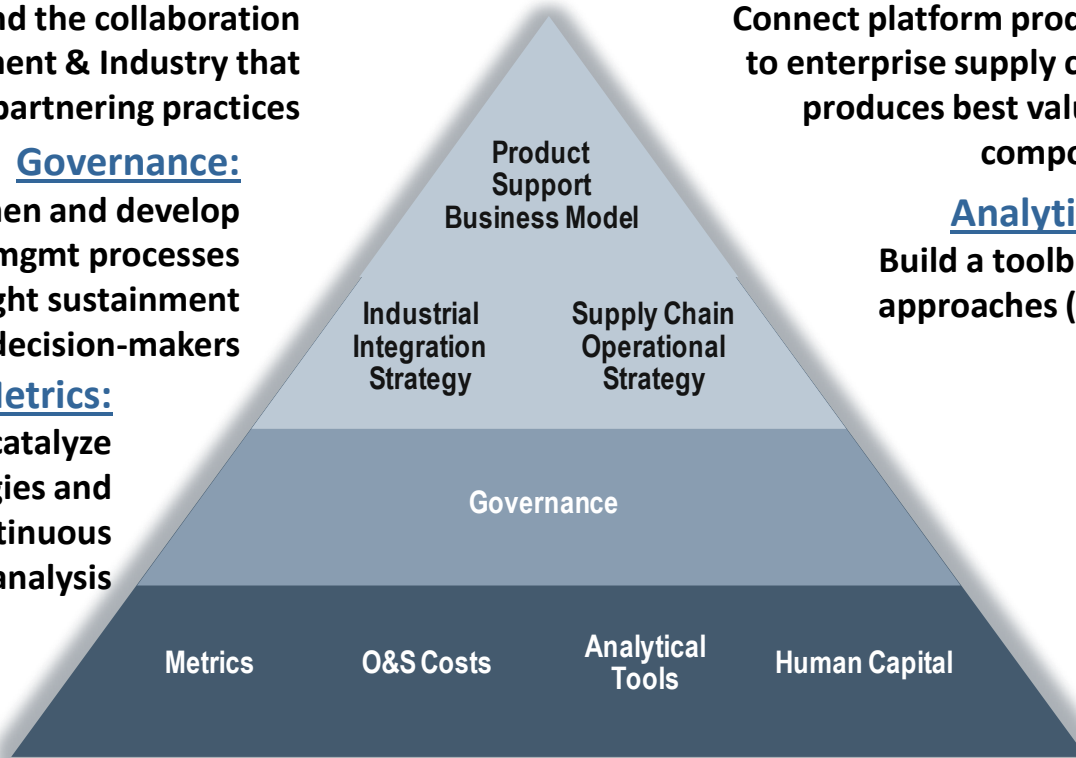 nd the collaboration
ment & Industry that
partnering practices
Governance:
hen and develop
mgmt processes
ght sustainment
decision-makers
Metrics:
catalyze
gies and
tinuous
analysis
Connect platform prod
to enterprise supply c
produces best valu
compo
Analyti
Build a toolb
approaches (
Product
Support
Business Model
Industrial
Integration
Strategy
Supply Chain
Operational
Strategy
Governance
Metrics
O&S Costs
Analytical
Tools
Human Capital